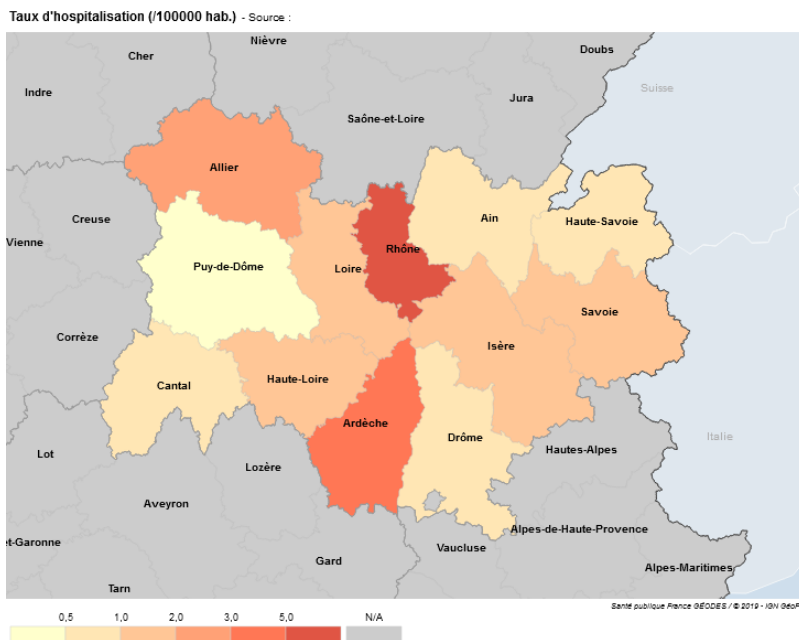 Taux d'hospitalisation (/100000 hab.) - Source :
Nièvre
Cher
Doubs
Indre
Suisse
Jura
Saône-et-Loire
Allier
Creuse
Ain
Haute-Savoie
Vienne
Rhône
Puy-de-Dôme
Loire
Savoie
Corrèze
Isère
Haute-Loire
Cantal
Ardèche
Drôme
Italie
Hautes-Alpes
Lot
Lozère
Aveyron
Alpes-de-Haute-Provence
et-Garonne
Vaucluse
Gard
Alpes-Maritimes
Tarn
Santé publique France GÉODES / © 2019 - IGN GéoF
0,5 1,0 2,0 3,0 5,0 N/A